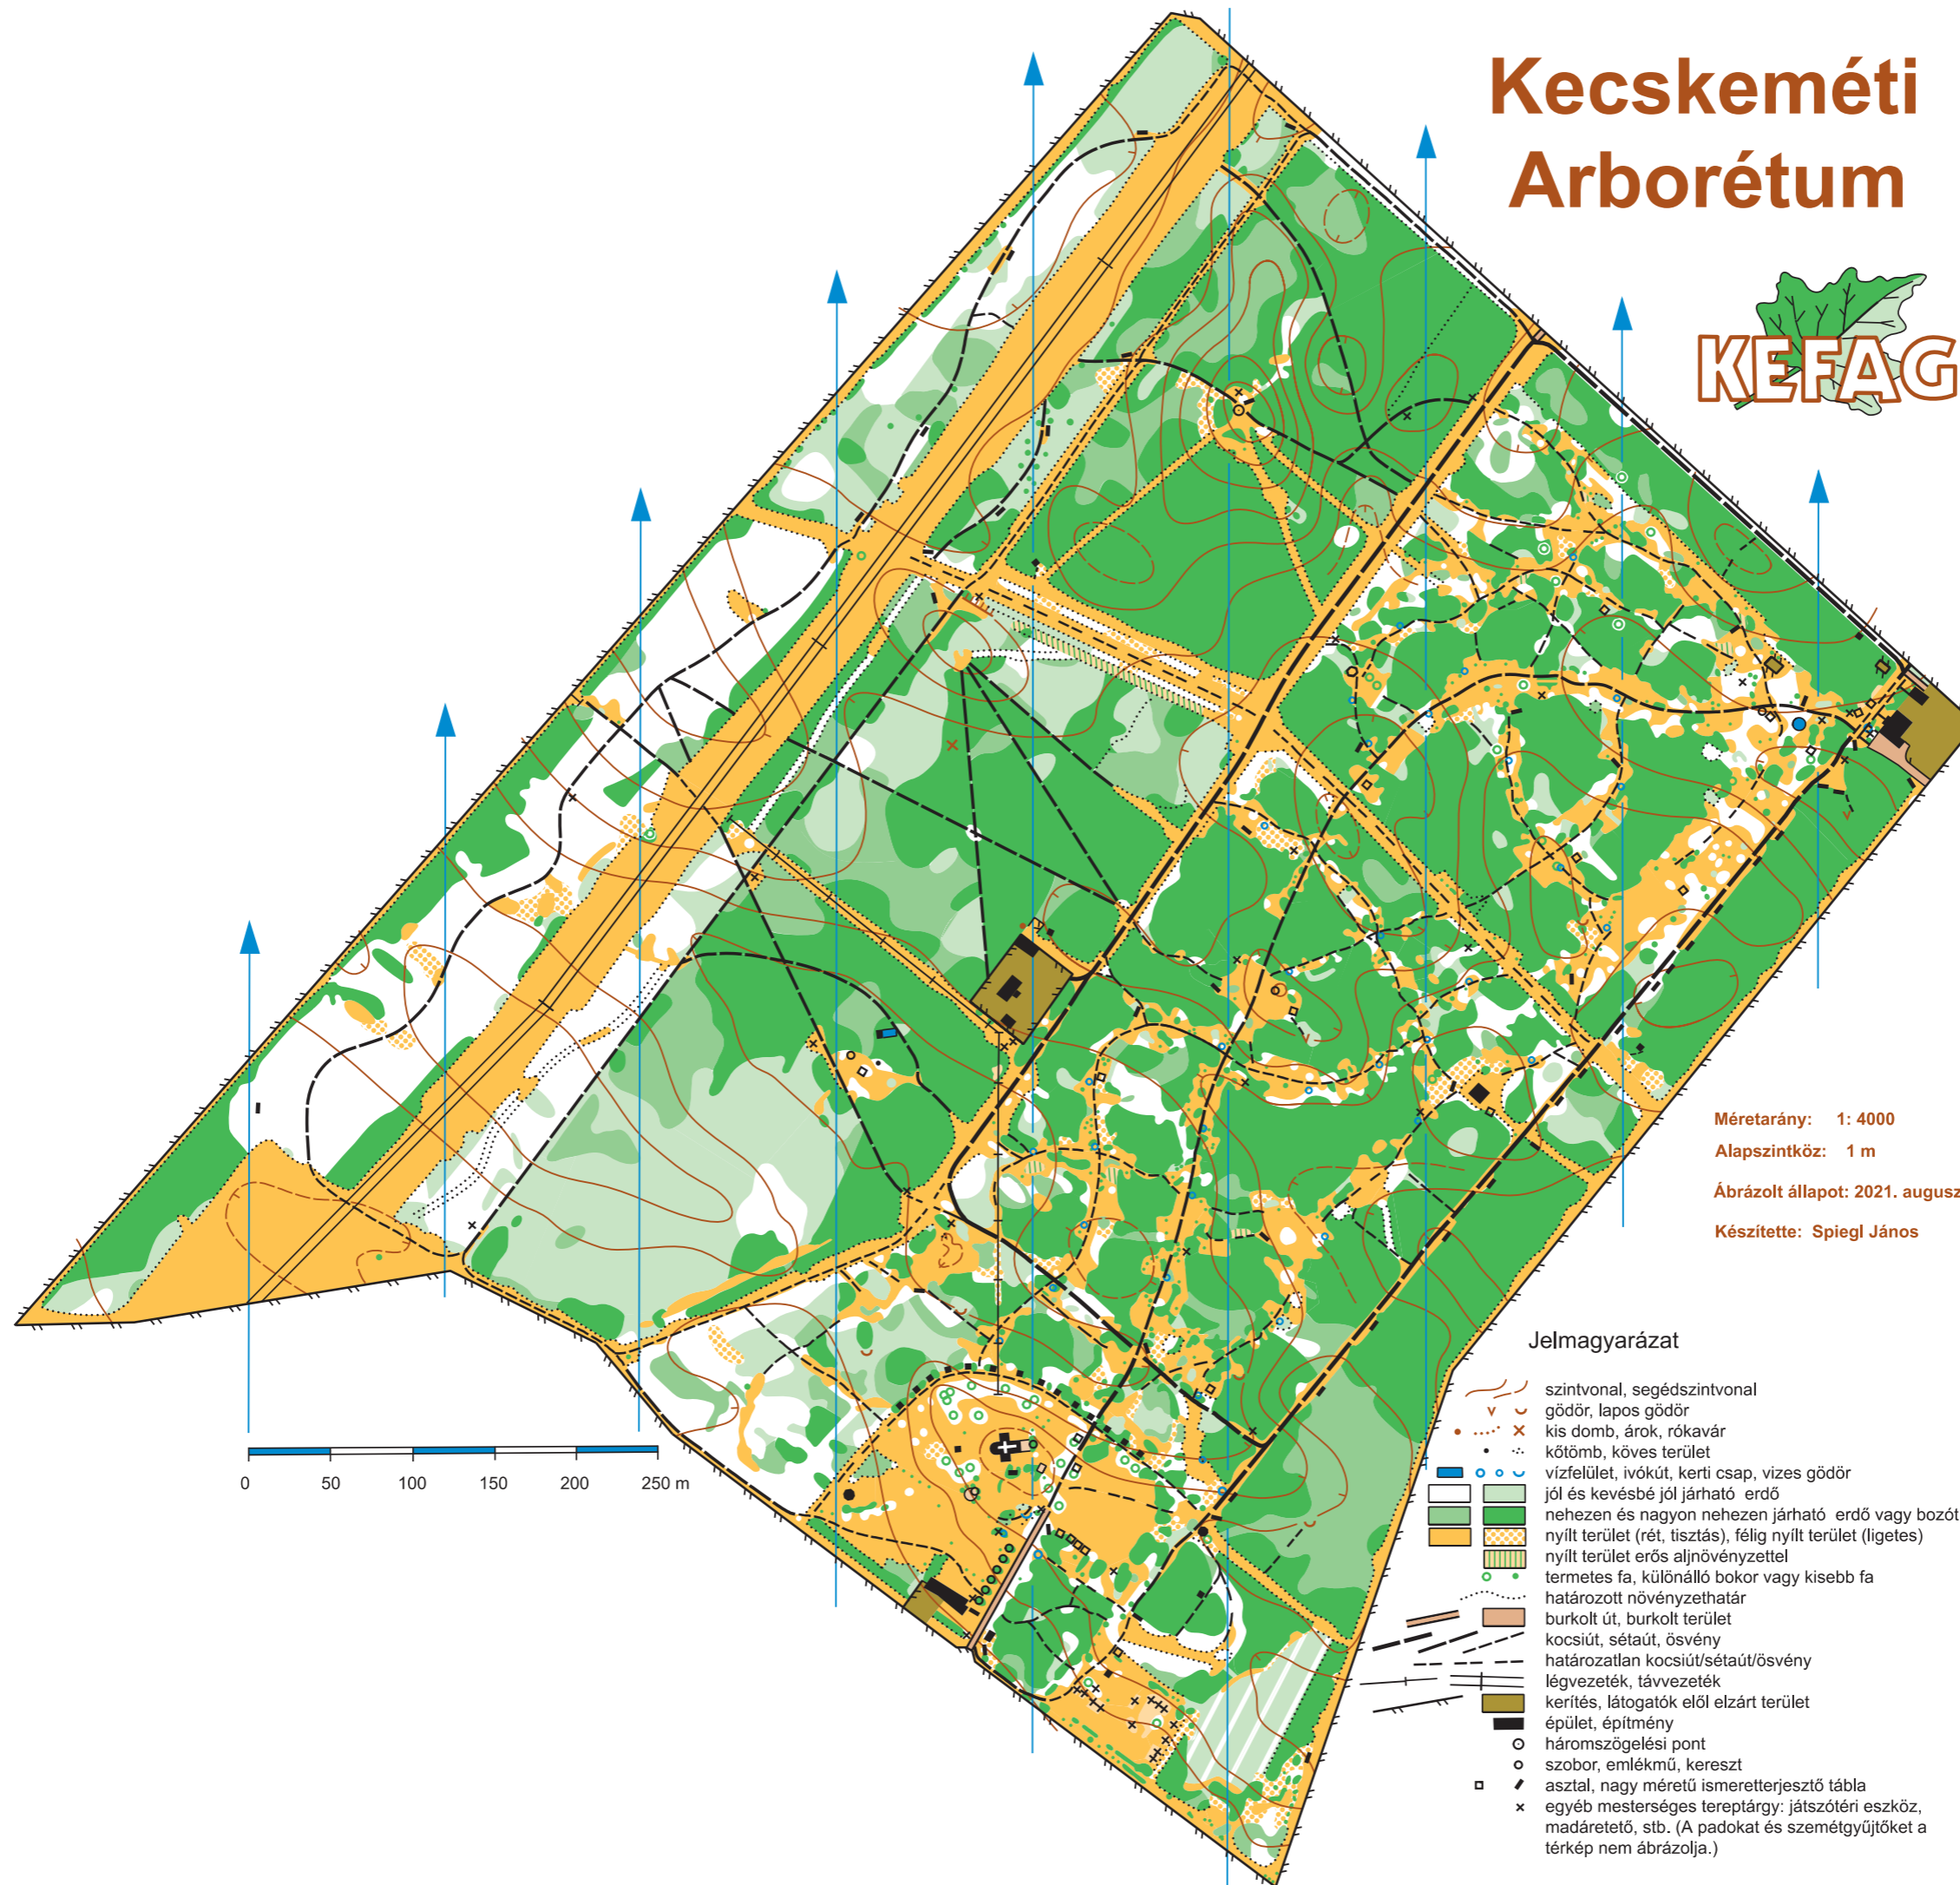 Kecskeméti
Arborétum
KEFAG
Méretarány: 1: 4000
Alapszintköz: 1 m
Ábrázolt állapot: 2021. augusz
Készítette: Spiegl János
Jelmagyarázat
szintvonal, segédszintvonal
gödör, lapos gödör
kis domb, árok, rókavár
kőtömb, köves terület
vízfelület, ivókút, kerti csap, vizes gödör
jól és kevésbé jól járható erdő
nehezen és nagyon nehezen járható erdő vagy bozót
nyílt terület (rét, tisztás), félig nyílt terület (ligetes)
nyílt terület erős aljnövényzettel
termetes fa, különálló bokor vagy kisebb fa
határozott növényzethatár
burkolt út, burkolt terület
kocsiút, sétaút, ösvény
határozatlan kocsiút/sétaút/ösvény
légvezeték, távvezeték
kerítés, látogatók elől elzárt terület
épület, építmény
háromszögelési pont
szobor, emlékmű, kereszt
asztal, nagy méretű ismeretterjesztő tábla
egyéb mesterséges tereptárgy: játszótéri eszköz,
madáretető, stb. (A padokat és szemétgyűjtőket a
térkép nem ábrázolja.)
0 50 100 150 200 250 m